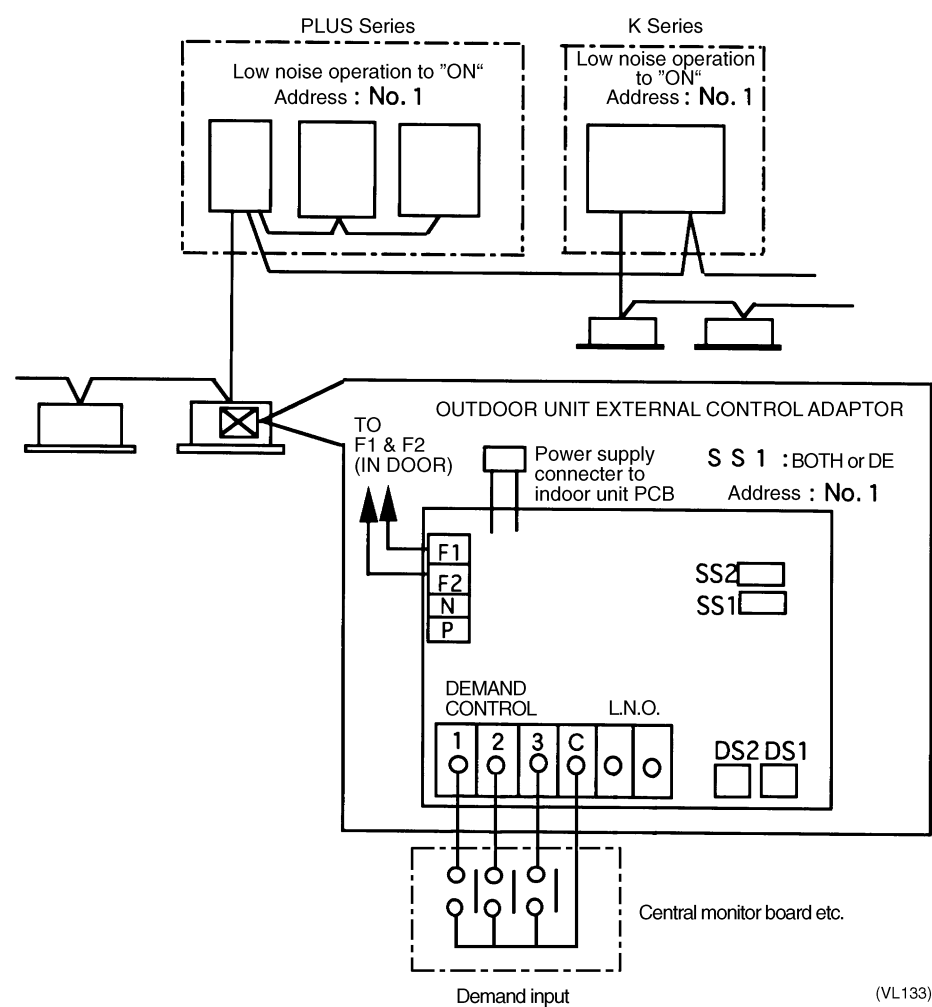 PLUS Series
K Series
Low noise operation to "ON“
Address : No. 1
Low noise operation
to "ON“
Address : No. 1
OUTDOOR UNIT EXTERNAL CONTROL ADAPTOR
TO
F1 & F2
(IN DOOR)
Power supply
connecter to
indoor unit PCB
S S 1 : BOTH or DE
Address : No. 1
F1
F2
N
P
SS2
SS1
DEMAND
CONTROL
L.N.O.
1 2 3 C
DS2 DS1
Central monitor board etc.
Demand input
(VL133)